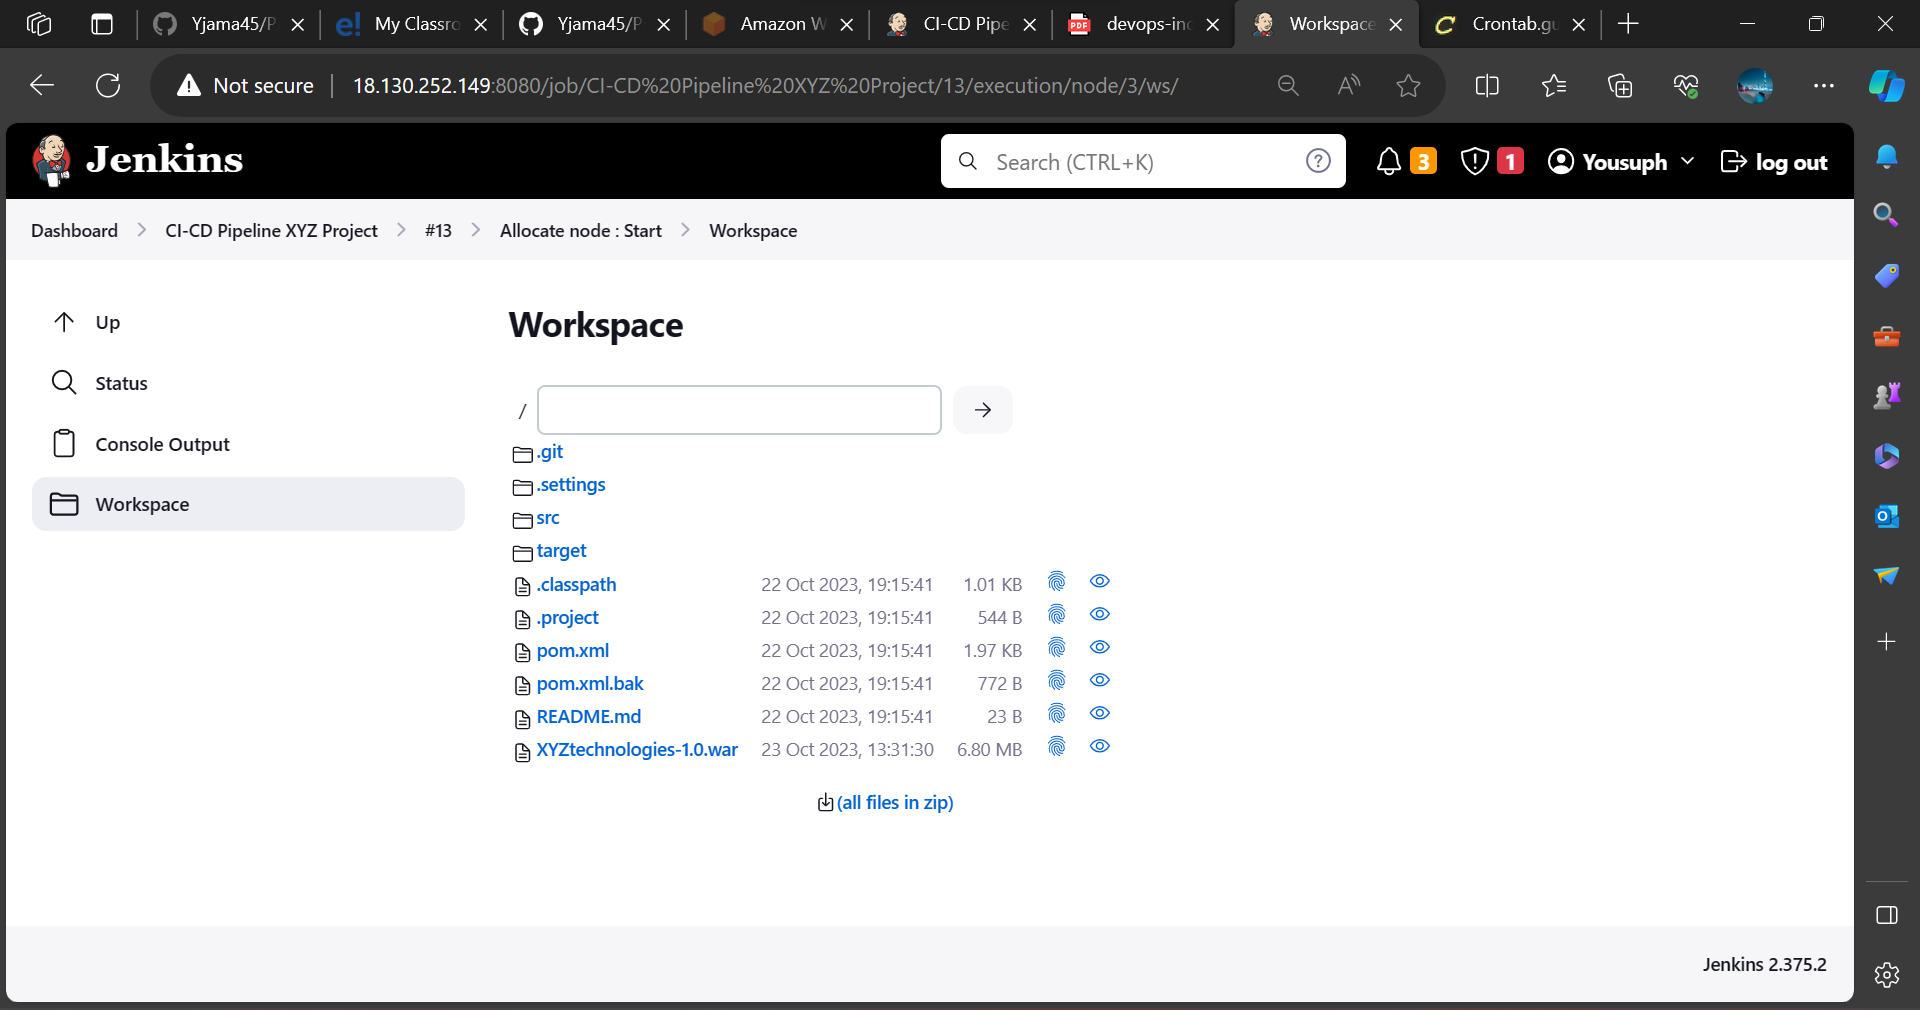 Yjama45/P
My Classro
Yjama45/P
Amazon W
CI-CD Pipe
devops-inc
Workspace
Crontab.gu
Not secure
18.130.252.149:8080/job/CI-CD%20Pipeline%20XYZ%20Project/13/execution/node/3/ws/
Jenkins
Search (CTRL+K)
3
1
Yousuph
log out
Dashboard
CI-CD Pipeline XYZ Project
#13
Allocate node : Start
Workspace
Up
Status
Console Output
Workspace
Workspace
/
.git
.settings
src
target
.classpath 22 Oct 2023, 19:15:41 1.01 KB
.project 22 Oct 2023, 19:15:41 544 B
pom.xml 22 Oct 2023, 19:15:41 1.97 KB
pom.xml.bak 22 Oct 2023, 19:15:41 772 B
README.md 22 Oct 2023, 19:15:41 23 B
XYZtechnologies-1.0.war 23 Oct 2023, 13:31:30 6.80 MB
(all files in zip)
Jenkins 2.375.2